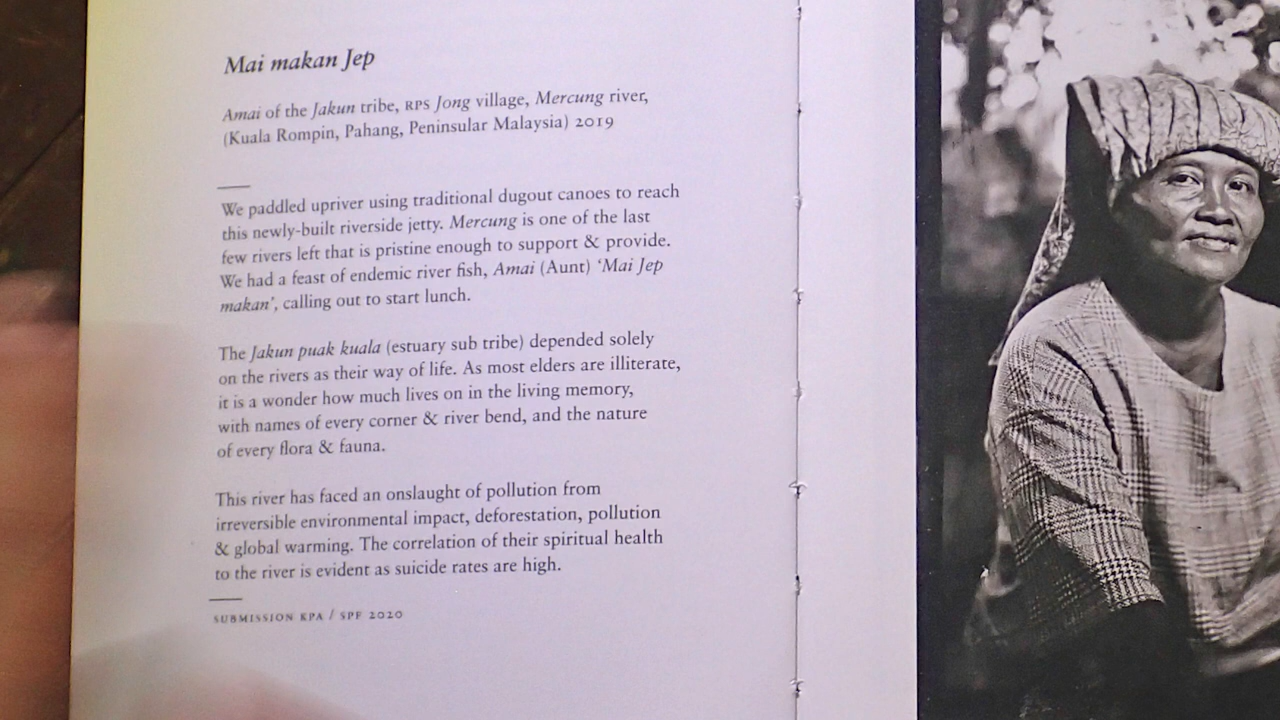 Mai makan Jep
Amai of the Jakun tribe, RPS Jong village, Mercung river,
(Kuala Rompin, Pahang, Peninsular Malaysia) 2019
We paddled upriver using traditional dugout canoes to reach
this newly-built riverside jetty. Mercung is one of the last
few rivers left that is pristine enough to support & provide.
We had a feast of endemic river fish, Amai (Aunt) ‘Mai Jep
makan’, calling out to start lunch.
The Jakun puak kuala (estuary sub tribe) depended solely
on the rivers as their way of life. As most elders are illiterate,
it is a wonder how much lives on in the living memory,
with names of every corner & river bend, and the nature
of every flora & fauna.
This river has faced an onslaught of pollution from
irreversible environmental impact, deforestation, pollution
& global warming. The correlation of their spiritual health
to the river is evident as suicide rates are high.
SUBMISSION KPA / SPF 2020